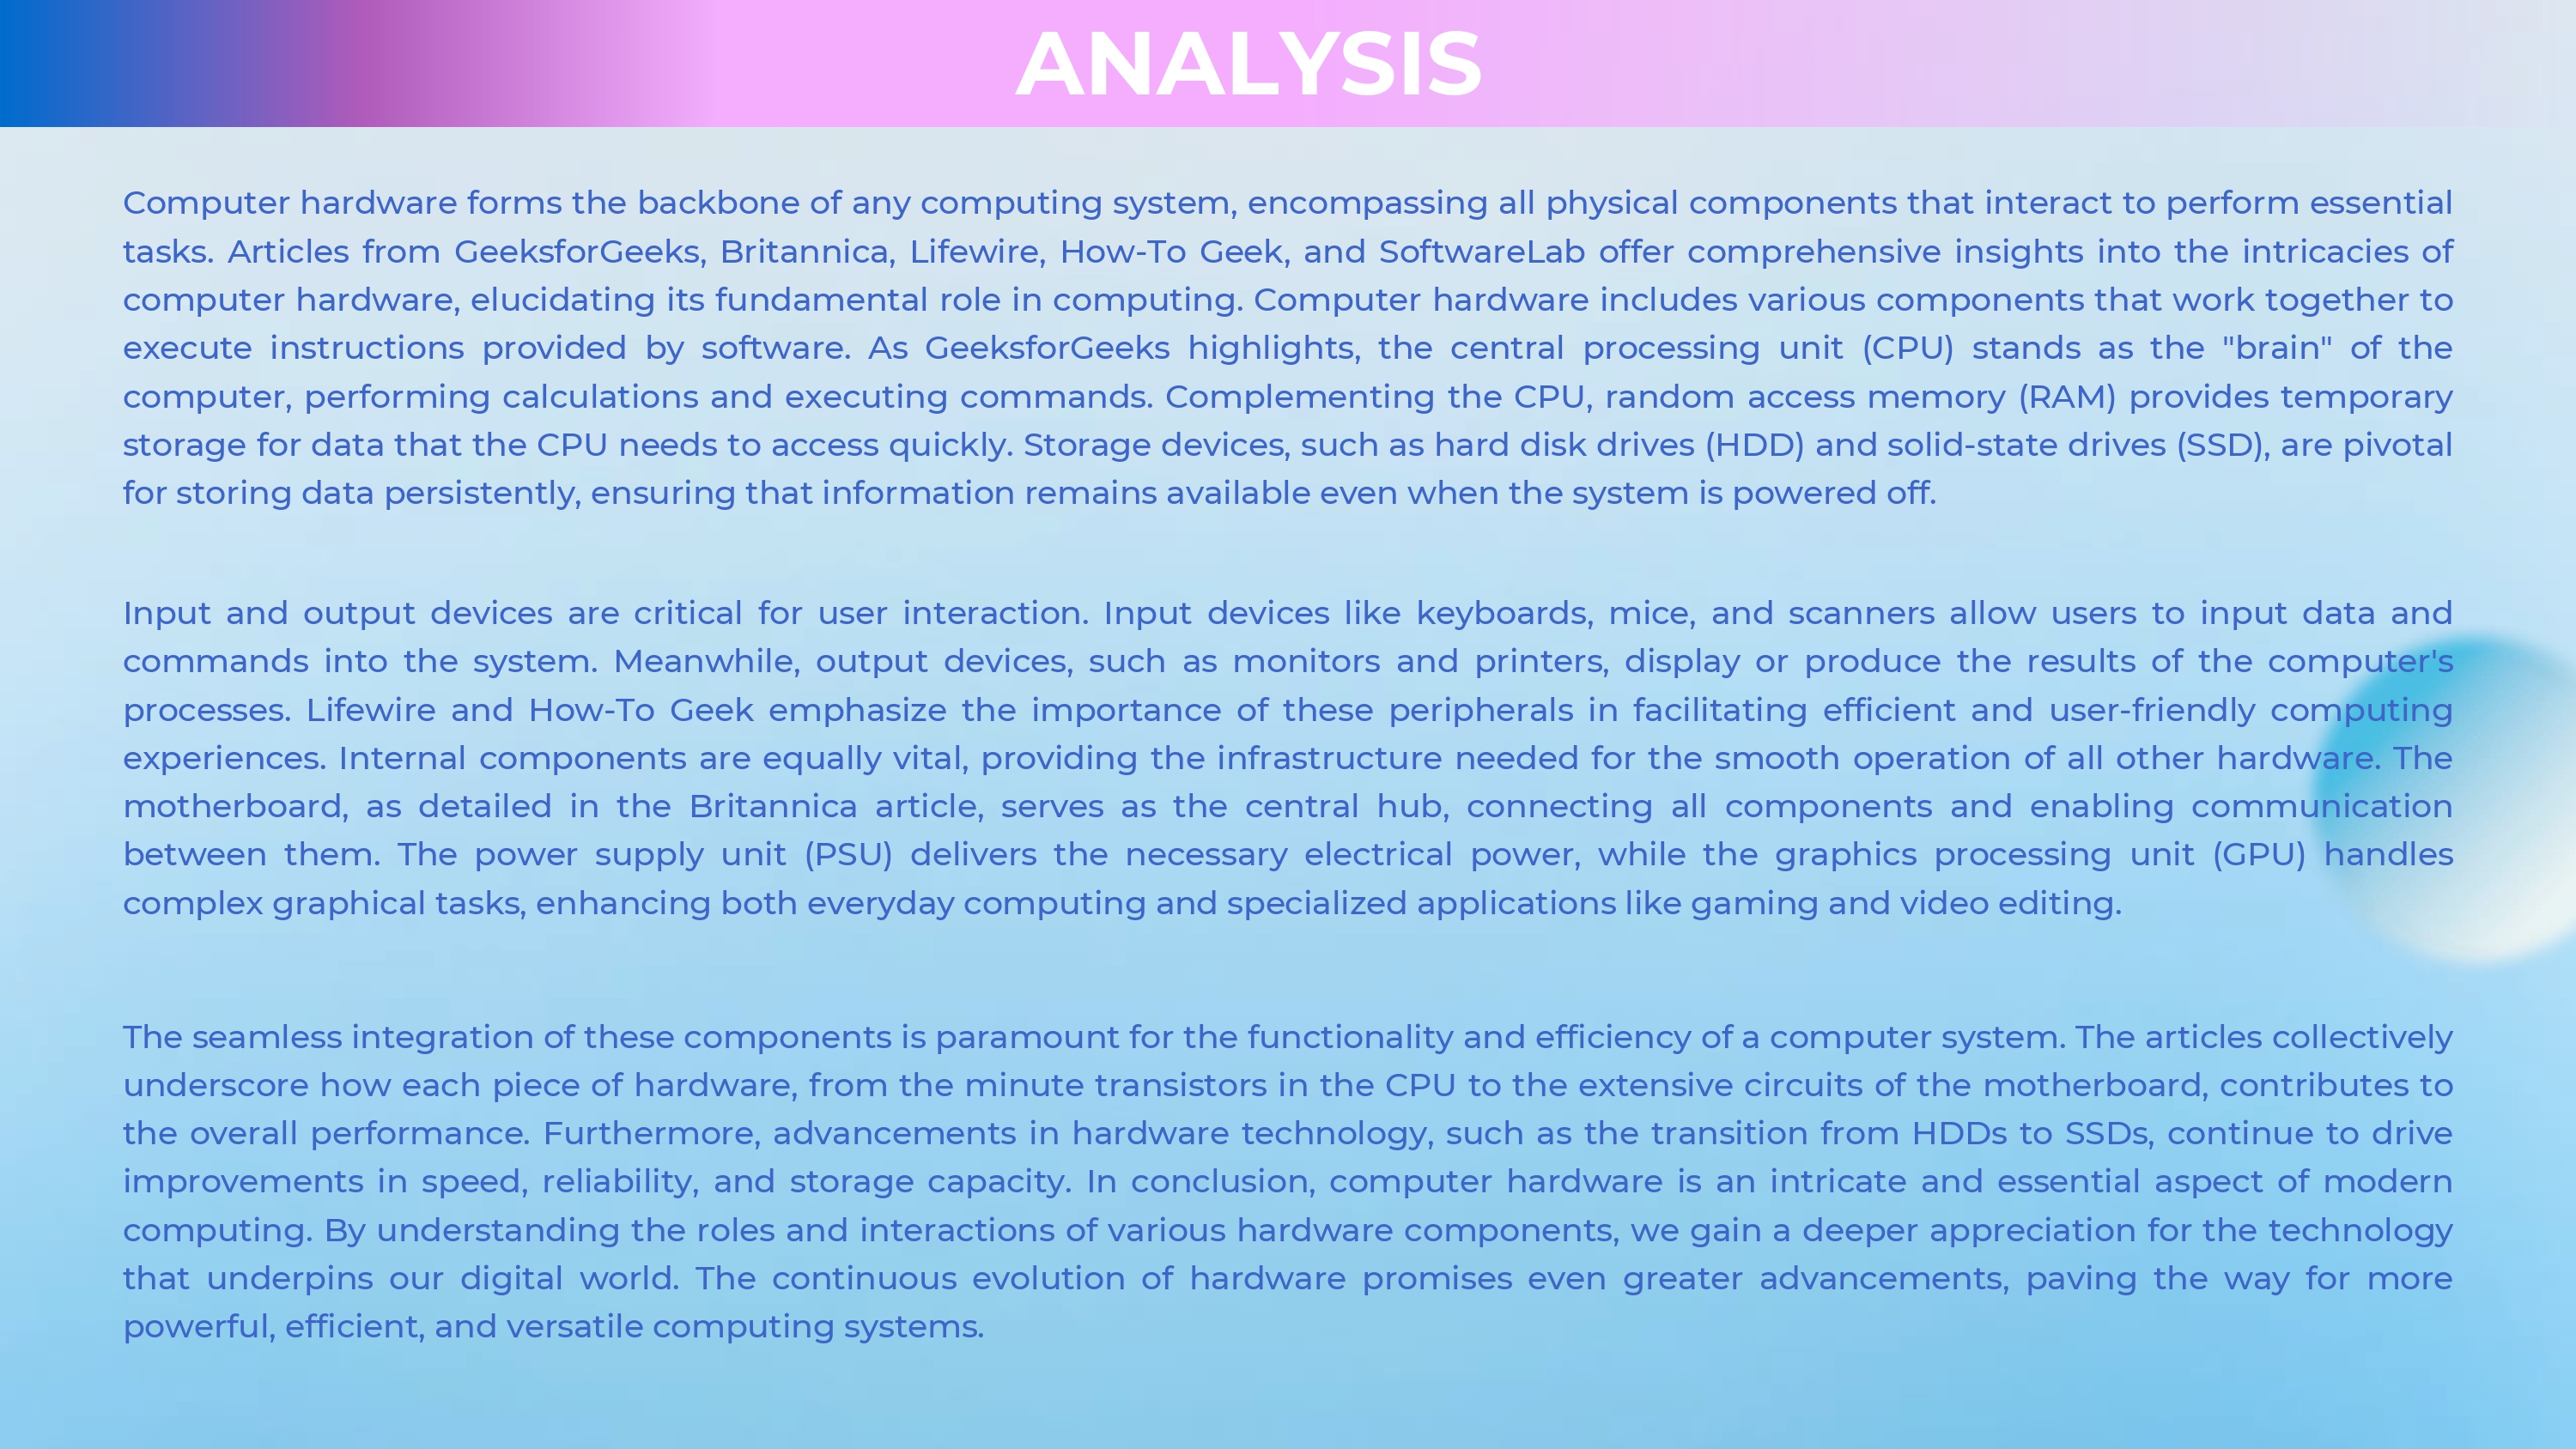 ANALYSIS
Computer hardware forms the backbone of any computing system, encompassing all physical components that interact to perform essential
tasks. Articles from GeeksforGeeks, Britannica, Lifewire, How-To Geek, and SoftwareLab offer comprehensive insights into the intricacies of
computer hardware, elucidating its fundamental role in computing. Computer hardware includes various components that work together to
execute instructions provided by software. As GeeksforGeeks highlights, the central processing unit (CPU) stands as the "brain" of the
computer, performing calculations and executing commands. Complementing the CPU, random access memory (RAM) provides temporary
storage for data that the CPU needs to access quickly. Storage devices, such as hard disk drives (HDD) and solid-state drives (SSD), are pivotal
for storing data persistently, ensuring that information remains available even when the system is powered off.
Input and output devices are critical for user interaction. Input devices like keyboards, mice, and scanners allow users to input data and
commands into the system. Meanwhile, output devices, such as monitors and printers, display or produce the results of the computer's
processes. Lifewire and How-To Geek emphasize the importance of these peripherals in facilitating efficient and user-friendly computing
experiences. Internal components are equally vital, providing the infrastructure needed for the smooth operation of all other hardware. The
motherboard, as detailed in the Britannica article, serves as the central hub, connecting all components and enabling communication
between them. The power supply unit (PSU) delivers the necessary electrical power, while the graphics processing unit (GPU) handles
complex graphical tasks, enhancing both everyday computing and specialized applications like gaming and video editing.
The seamless integration of these components is paramount for the functionality and efficiency of a computer system. The articles collectively
underscore how each piece of hardware, from the minute transistors in the CPU to the extensive circuits of the motherboard, contributes to
the overall performance. Furthermore, advancements in hardware technology, such as the transition from HDDs to SSDs, continue to drive
improvements in speed, reliability, and storage capacity. In conclusion, computer hardware is an intricate and essential aspect of modern
computing. By understanding the roles and interactions of various hardware components, we gain a deeper appreciation for the technology
that underpins our digital world. The continuous evolution of hardware promises even greater advancements, paving the way for more
powerful, efficient, and versatile computing systems.